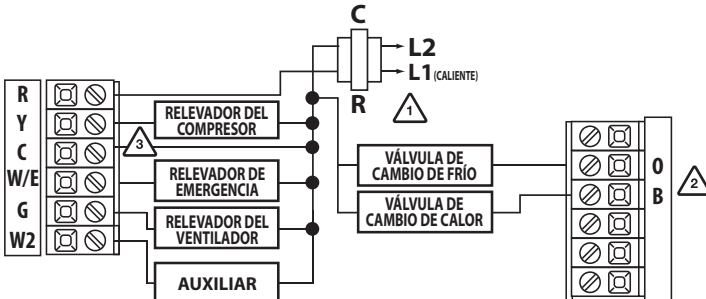 C
L2
L1 (CALIENTE)
R
1
R
Y
C
W/E
G
W2
3
RELEVADOR DEL
COMPRESOR
RELEVADOR DE
EMERGENCIA
RELEVADOR DEL
VENTILADOR
AUXILIAR
VÁLVULA DE
CAMBIO DE FRÍO
VÁLVULA DE
CAMBIO DE CALOR
O
B
2